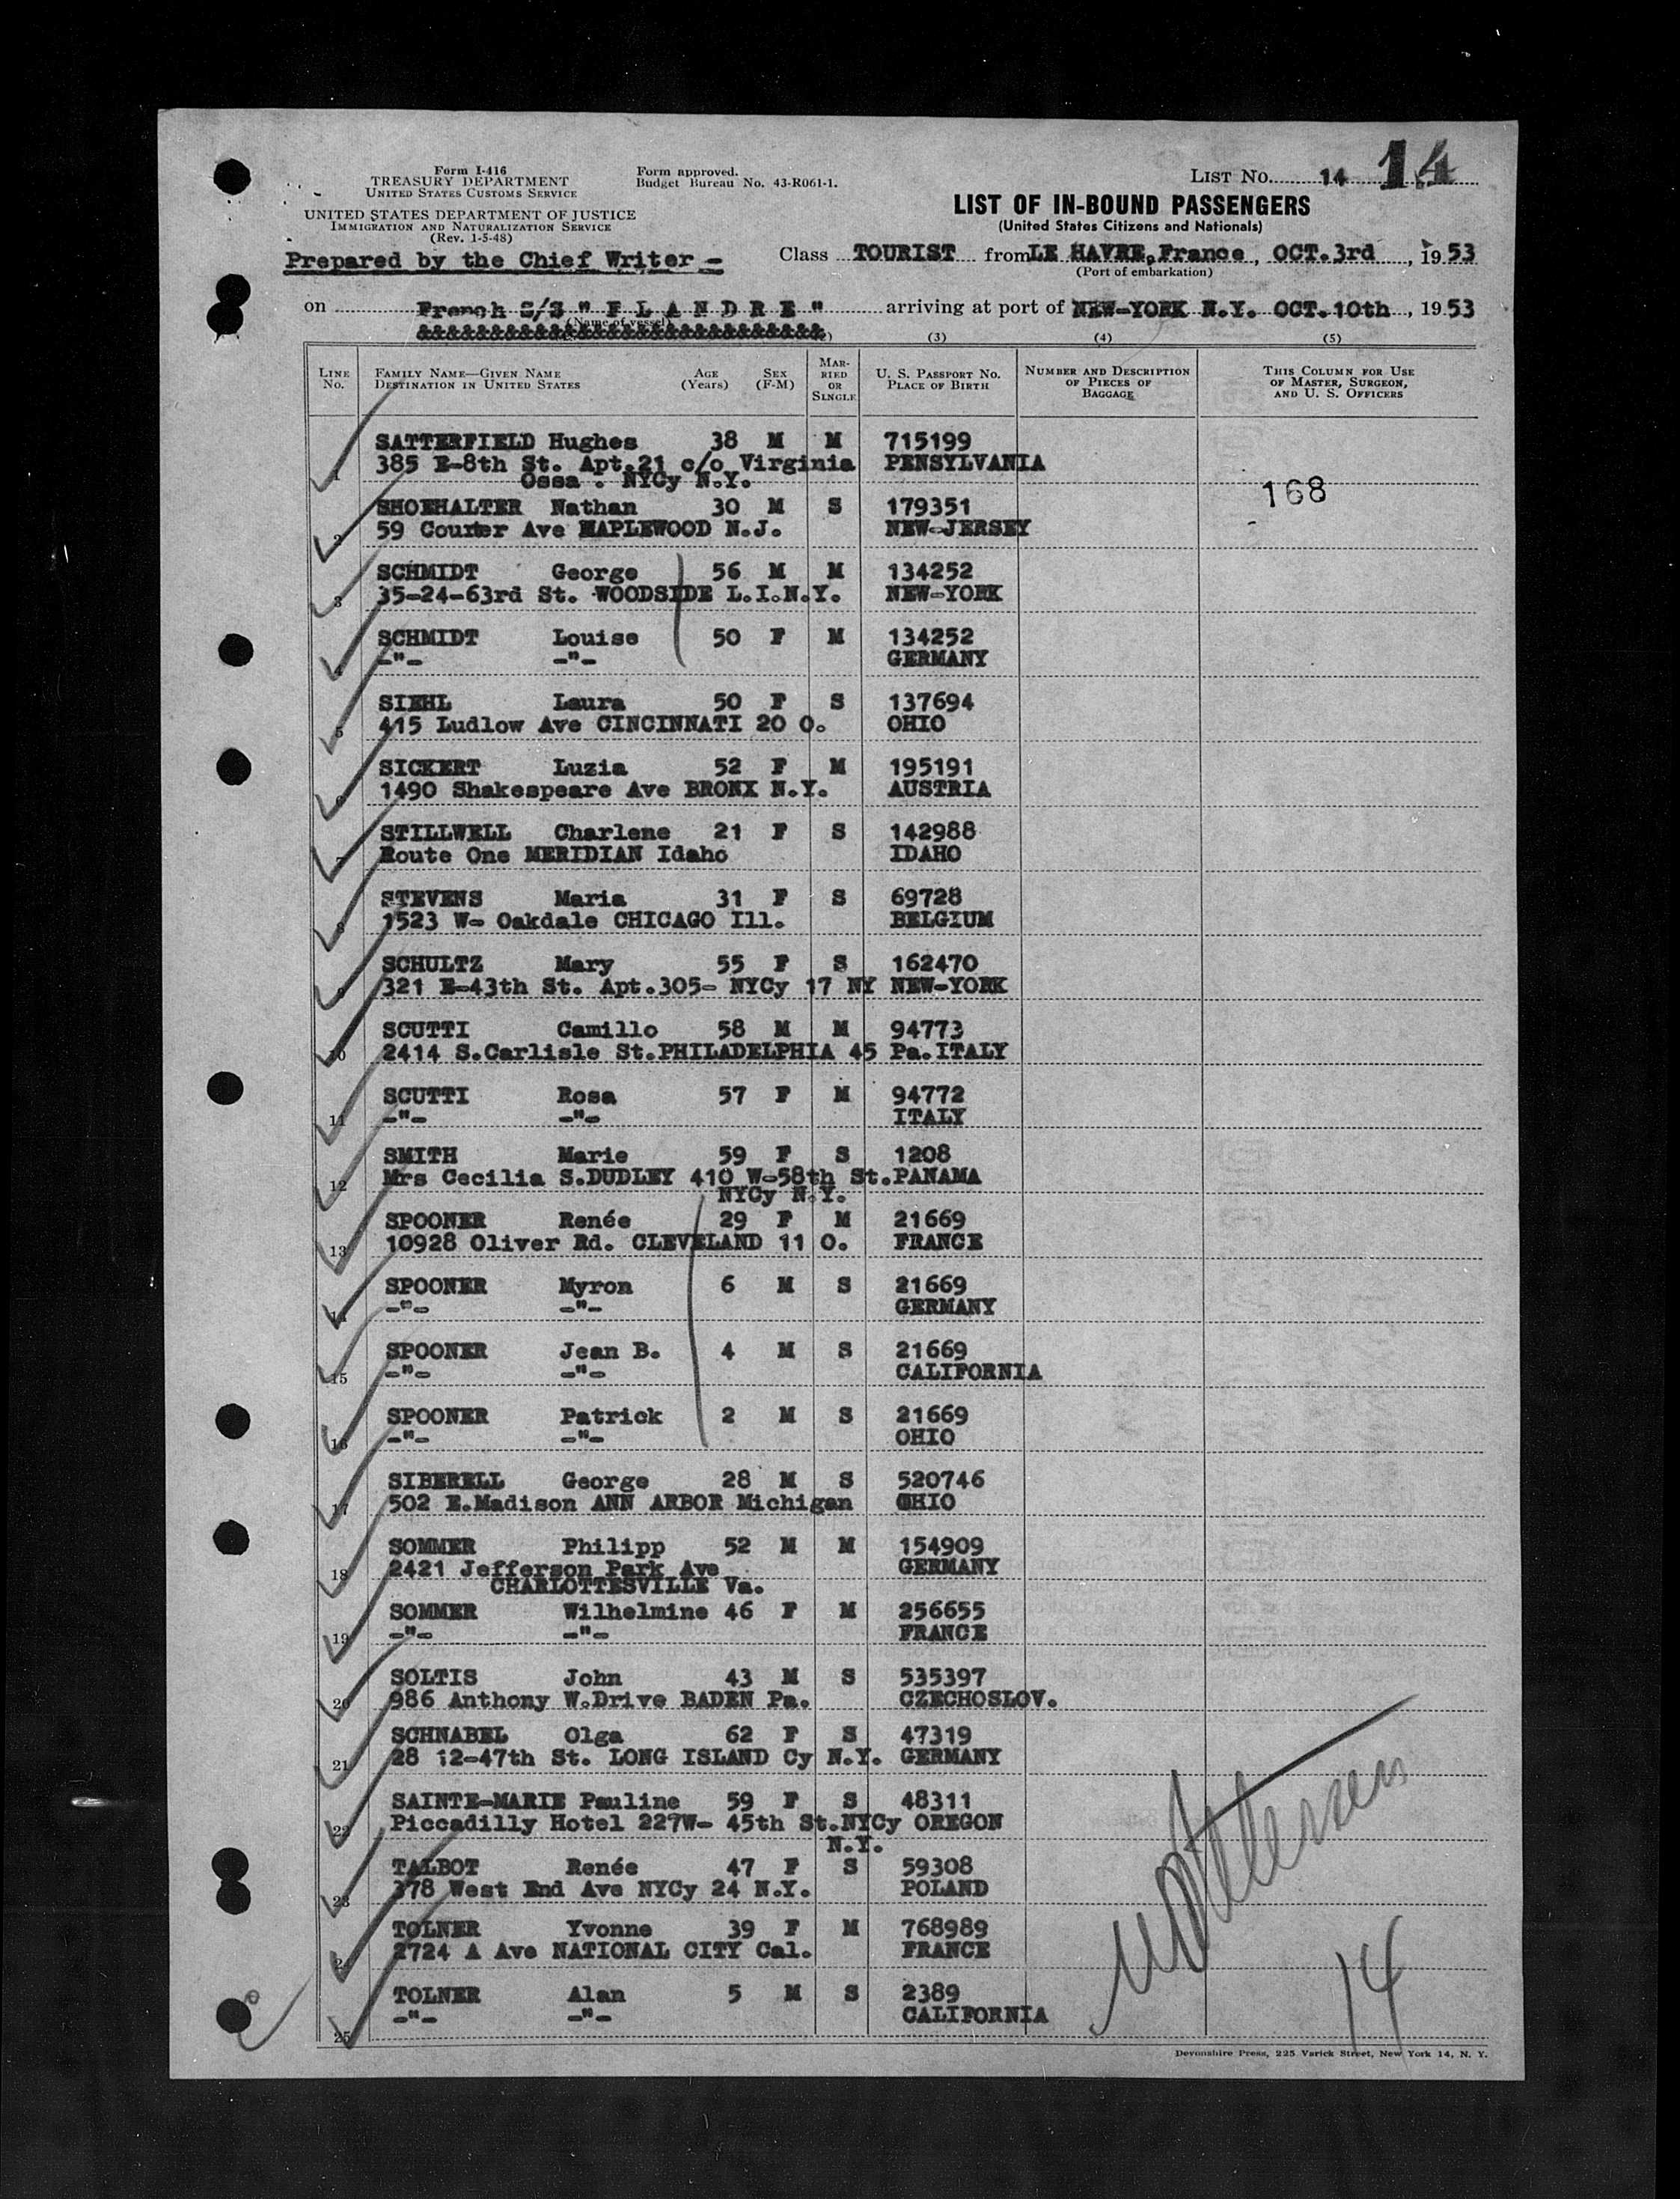 Form I-416
TREASURY DEPARTMENT
UNITED STATES CUSTOMS SERVICE
UNITED STATES DEPARTMENT OF JUSTICE
IMMIGRATION AND NATURALIZATION SERVICE
(Rev. 1-5-48)
Form approved.
Budget Bureau No. 43-R061-1.
LIST NO. 14 14
LIST OF IN-BOUND PASSENGERS
(United States Citizens and Nationals)
Prepared by the Chief Writer -
Class TOURIST from LE HAVRE, France, OCT.3rd, 1953
(Port of embarkation)
on French S/S " F L A N D R E " arriving at port of NEW-YORK N.Y. OCT.10th, 1953
(Name of vessel)
(3) (4) (5)
LINE NO.
FAMILY NAME—GIVEN NAME
DESTINATION IN UNITED STATES
AGE (Years)
SEX (F-M)
MARRIED OR SINGLE
U. S. PASSPORT NO.
PLACE OF BIRTH
NUMBER AND DESCRIPTION OF PIECES OF BAGGAGE
THIS COLUMN FOR USE OF MASTER, SURGEON, AND U. S. OFFICERS
SATTERFIELD Hughes 38 M M 715199
1 385 E-8th St. Apt.21 c/o Virginia PENSYLVANIA
Ossa . NYCy N.Y.
168
SHOEHALTER Nathan 30 M S 179351
2 59 Courter Ave MAPLEWOOD N.J. NEW-JERSEY
SCHMIDT George 56 M M 134252
3 35-24-63rd St. WOODSIDE L.I.N.Y. NEW-YORK
SCHMIDT Louise 50 F M 134252
4 -"- -"- GERMANY
SIEHL Laura 50 F S 137694
5 415 Ludlow Ave CINCINNATI 20 O. OHIO
SICKERT Luzia 52 F M 195191
6 1490 Shakespeare Ave BRONX N.Y. AUSTRIA
STILLWELL Charlene 21 F S 142988
7 Route One MERIDIAN Idaho IDAHO
STEVENS Maria 31 F S 69728
8 1523 W- Oakdale CHICAGO Ill. BELGIUM
SCHULTZ Mary 55 F S 162470
9 321 E-43th St. Apt.305- NYCy 17 NY NEW-YORK
SCUTTI Camillo 58 M M 94773
10 2414 S.Carlisle St.PHILADELPHIA 45 Pa. ITALY
SCUTTI Rosa 57 F M 94772
11 -"- -"- ITALY
SMITH Marie 59 F S 1208
12 Mrs Cecilia S.DUDLEY 410 W-58th St. PANAMA
NYCy N.Y.
SPOONER Renée 29 F M 21669
13 10928 Oliver Rd. CLEVELAND 11 O. FRANCE
SPOONER Myron 6 M S 21669
14 -"- -"- GERMANY
SPOONER Jean B. 4 M S 21669
15 -"- -"- CALIFORNIA
SPOONER Patrick 2 M S 21669
16 -"- -"- OHIO
SIBERELL George 28 M S 520746
17 502 E.Madison ANN ARBOR Michigan OHIO
SOMMER Philipp 52 M M 154909
18 2421 Jefferson Park Ave GERMANY
CHARLOTTESVILLE Va.
SOMMER Wilhelmine 46 F M 256655
19 -"- -"- FRANCE
SOLTIS John 43 M S 535397
20 986 Anthony W.Drive BADEN Pa. CZECHOSLOV.
SCHNABEL Olga 62 F S 47319
21 28 12-47th St. LONG ISLAND Cy N.Y. GERMANY
SAINTE-MARIE Pauline 59 F S 48311
22 Piccadilly Hotel 227W- 45th St.NYCy OREGON
N.Y.
TALBOT Renée 47 F S 59308
23 378 West End Ave NYCy 24 N.Y. POLAND
TOLNER Yvonne 39 F M 768989
24 2724 A Ave NATIONAL CITY Cal. FRANCE
TOLNER Alan 5 M S 2389
25 -"- -"- CALIFORNIA
14
Devonshire Press, 225 Varick Street, New York 14, N. Y.